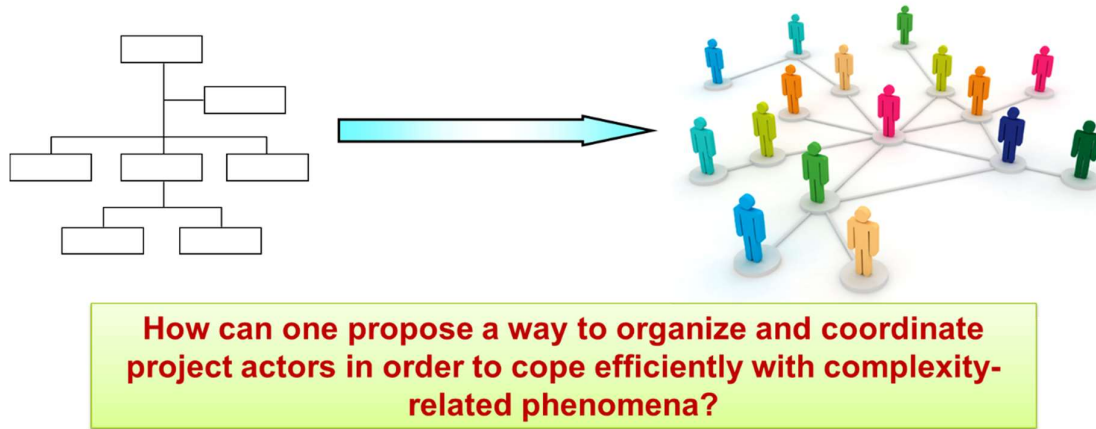 How can one propose a way to organize and coordinate
project actors in order to cope efficiently with complexity-
related phenomena?